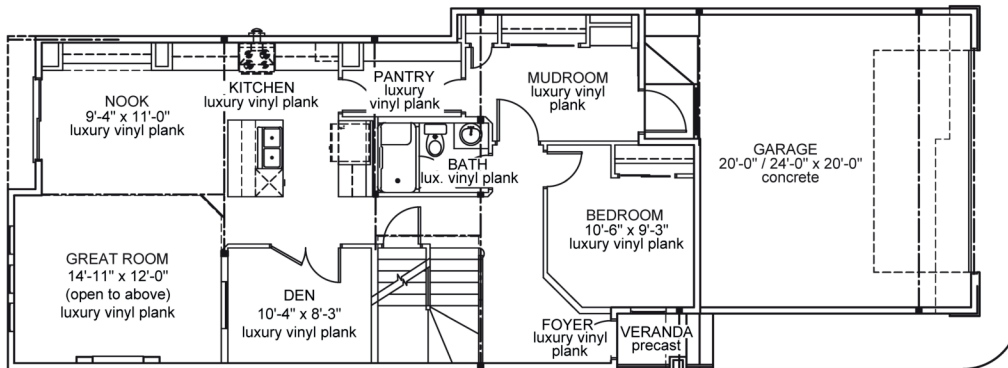 NOOK
9'-4" x 11'-0"
luxury vinyl plank
KITCHEN
luxury vinyl plank
PANTRY
luxury
vinyl plank
MUDROOM
luxury vinyl
plank
BATH
lux. vinyl plank
GARAGE
20'-0" / 24'-0" x 20'-0"
concrete
BEDROOM
10'-6" x 9'-3"
luxury vinyl plank
GREAT ROOM
14'-11" x 12'-0"
(open to above)
luxury vinyl plank
DEN
10'-4" x 8'-3"
luxury vinyl plank
FOYER
luxury vinyl
plank
VERANDA
precast